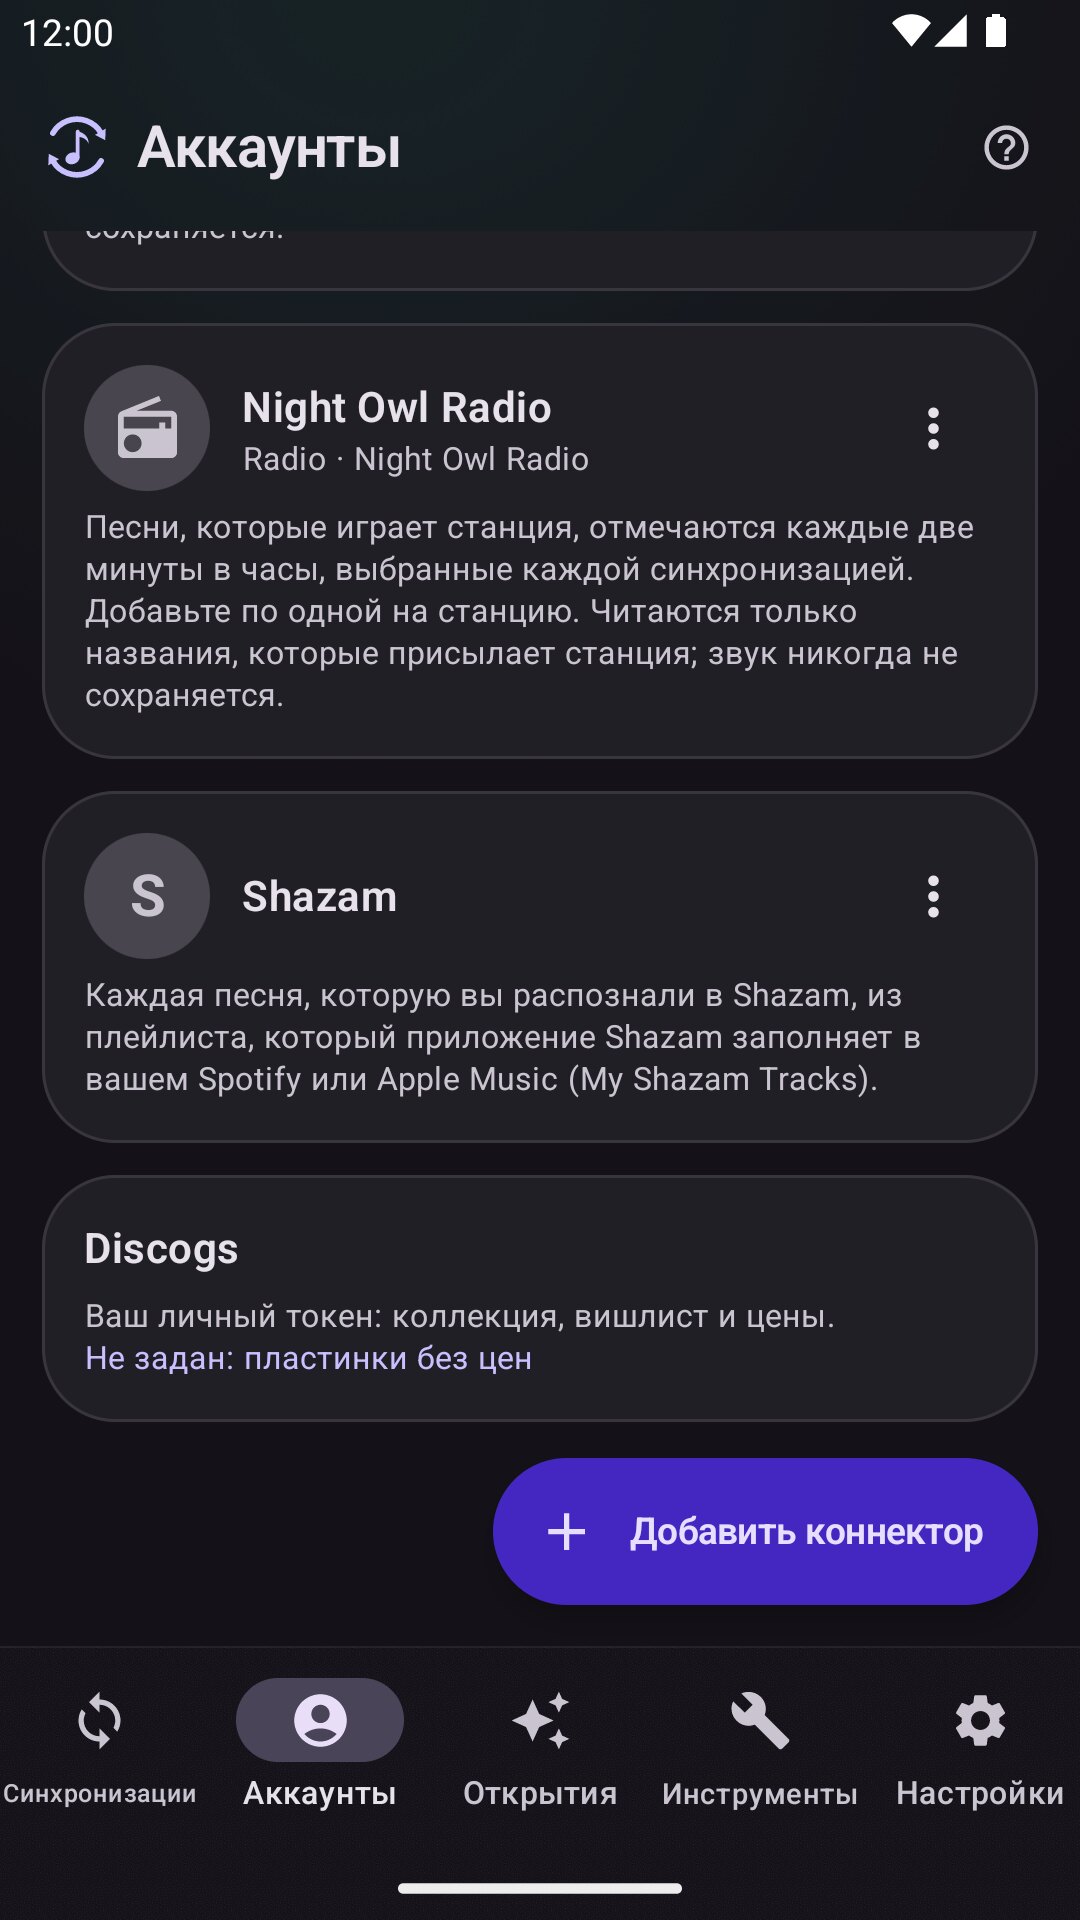 12:00
Аккаунты
сохраняется.
Night Owl Radio
Radio · Night Owl Radio
Песни, которые играет станция, отмечаются каждые две
минуты в часы, выбранные каждой синхронизацией.
Добавьте по одной на станцию. Читаются только
названия, которые присылает станция; звук никогда не
сохраняется.
S
Shazam
Каждая песня, которую вы распознали в Shazam, из
плейлиста, который приложение Shazam заполняет в
вашем Spotify или Apple Music (My Shazam Tracks).
Discogs
Ваш личный токен: коллекция, вишлист и цены.
Не задан: пластинки без цен
Добавить коннектор
Синхронизации
Аккаунты
Открытия
Инструменты
Настройки